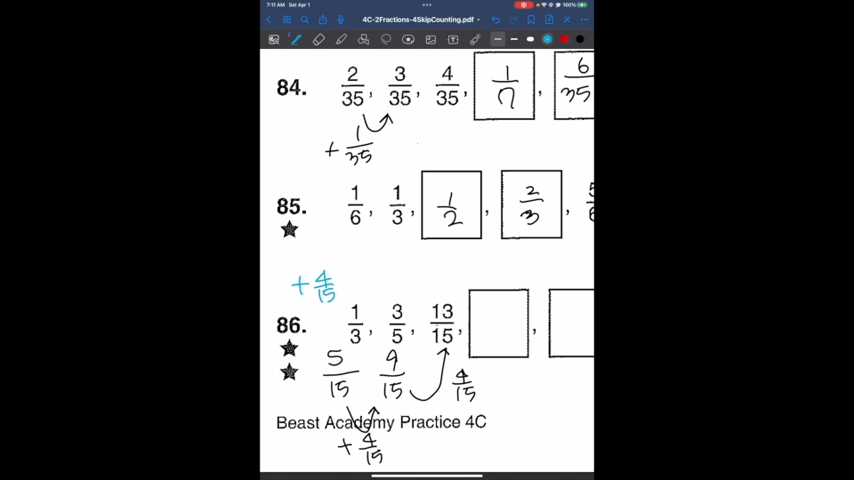 7:11 AM Sat Apr 1
100%
4C-2Fractions-4SkipCounting.pdf
84. 2/35, 3/35, 4/35, 1/7, 6/35
+ 1/35
85. 1/6, 1/3, 1/2, 2/3, 5/6
+ 4/15
86. 1/3, 3/5, 13/15, ,
5/15 9/15 4/15
Beast Academy Practice 4C
+ 4/15